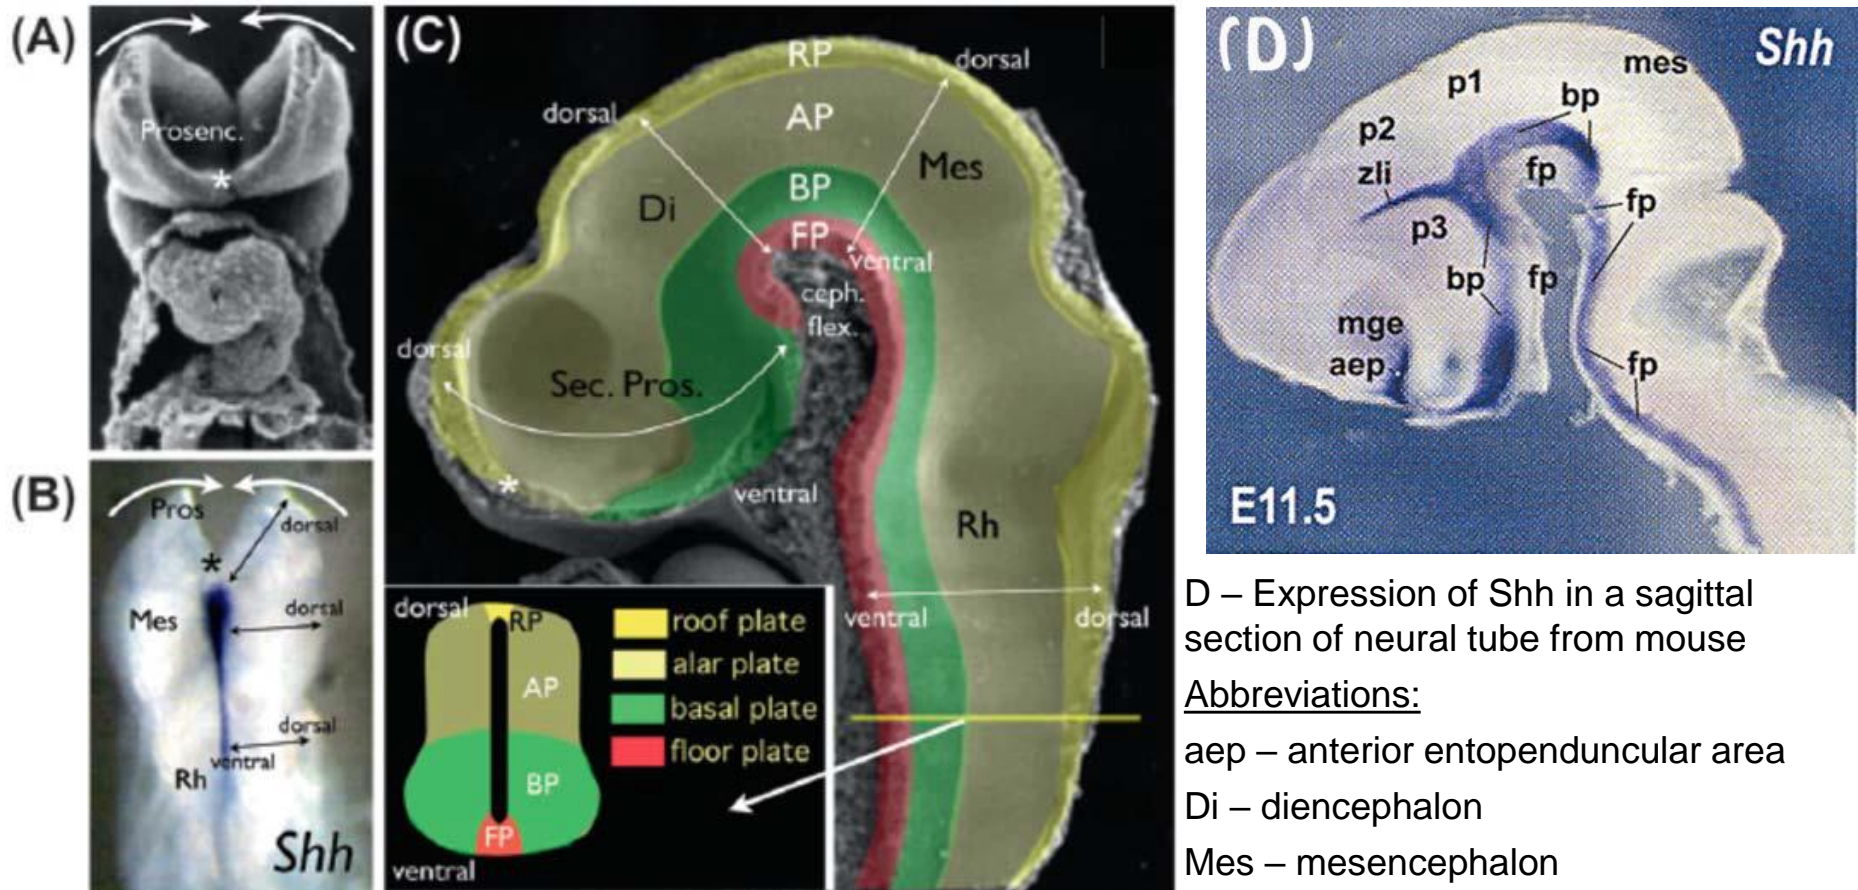 (A)
Prosenc.
*
(B)
Pros
dorsal
*
Mes
dorsal
dorsal
ventral
Rh
Shh
(C)
RP
dorsal
dorsal
AP
Mes
Di
BP
FP
ventral
ceph.
flex.
dorsal
Sec. Pros.
*
ventral
Rh
ventral
dorsal
dorsal
RP
AP
BP
FP
ventral
roof plate
alar plate
basal plate
floor plate
(D)
Shh
mes
p1
bp
p2
zli
fp
fp
p3
bp
fp
mge
aep
fp
E11.5
D – Expression of Shh in a sagittal
section of neural tube from mouse
Abbreviations:
aep – anterior entopenduncular area
Di – diencephalon
Mes – mesencephalon